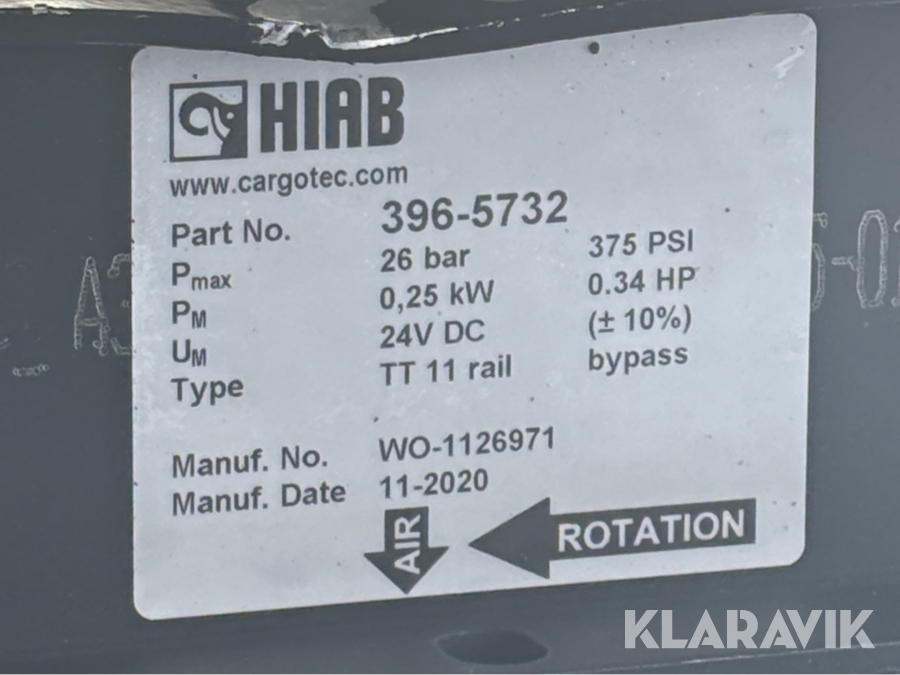 HIAB
www.cargotec.com
Part No. 396-5732
Pmax 26 bar 375 PSI
PM 0,25 kW 0.34 HP
UM 24V DC (± 10%)
Type TT 11 rail bypass
Manuf. No. WO-1126971
Manuf. Date 11-2020
AIR
ROTATION
KLARAVIK